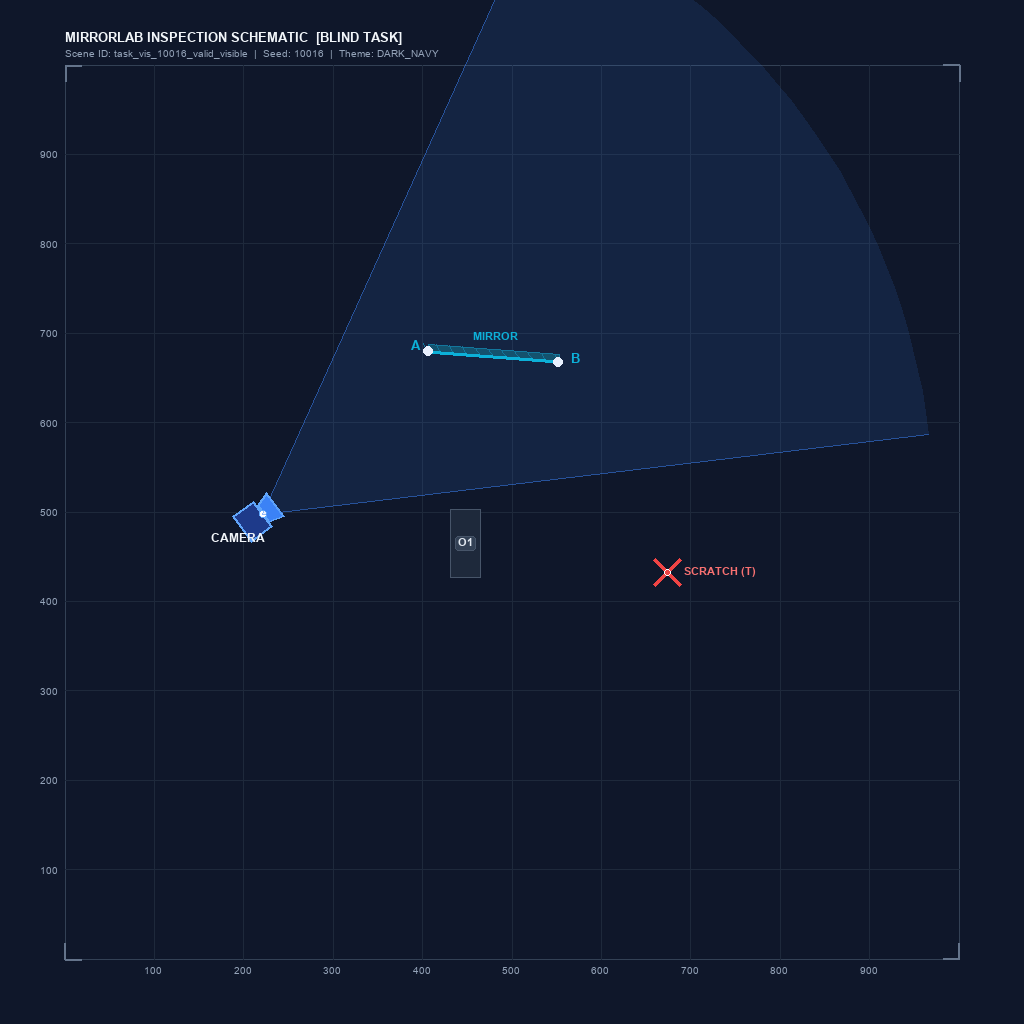 MIRRORLAB INSPECTION SCHEMATIC [BLIND TASK]
Scene ID: task_vis_10016_valid_visible | Seed: 10016 | Theme: DARK_NAVY
900
800
700
600
500
400
300
200
100
MIRROR
A
B
CAMERA
O1
SCRATCH (T)
100 200 300 400 500 600 700 800 900